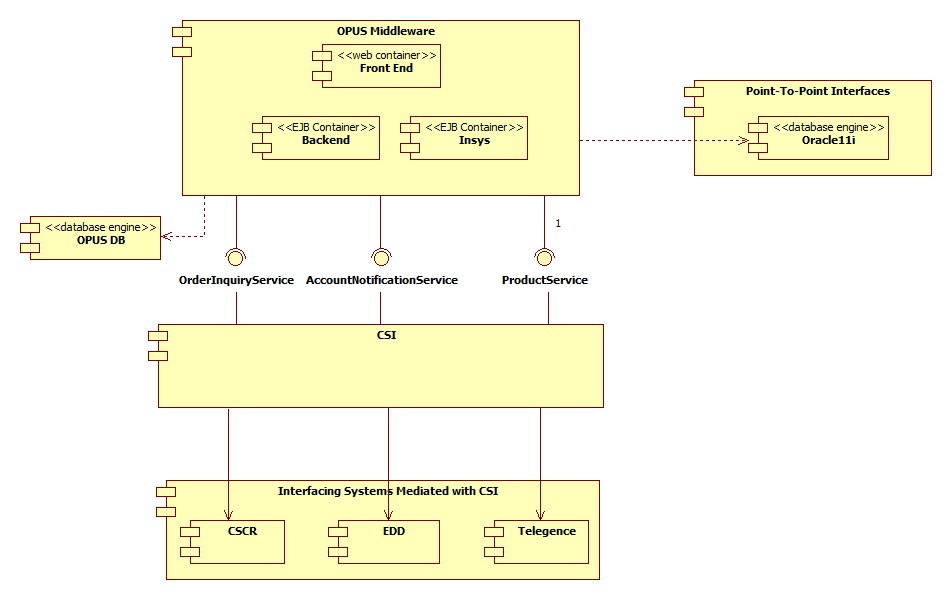 OPUS Middleware
<<web container>>
Front End
<<EJB Container>>
Backend
<<EJB Container>>
Insys
Point-To-Point Interfaces
<<database engine>>
Oracle11i
<<database engine>>
OPUS DB
1
OrderInquiryService
AccountNotificationService
ProductService
CSI
Interfacing Systems Mediated with CSI
CSCR
EDD
Telegence